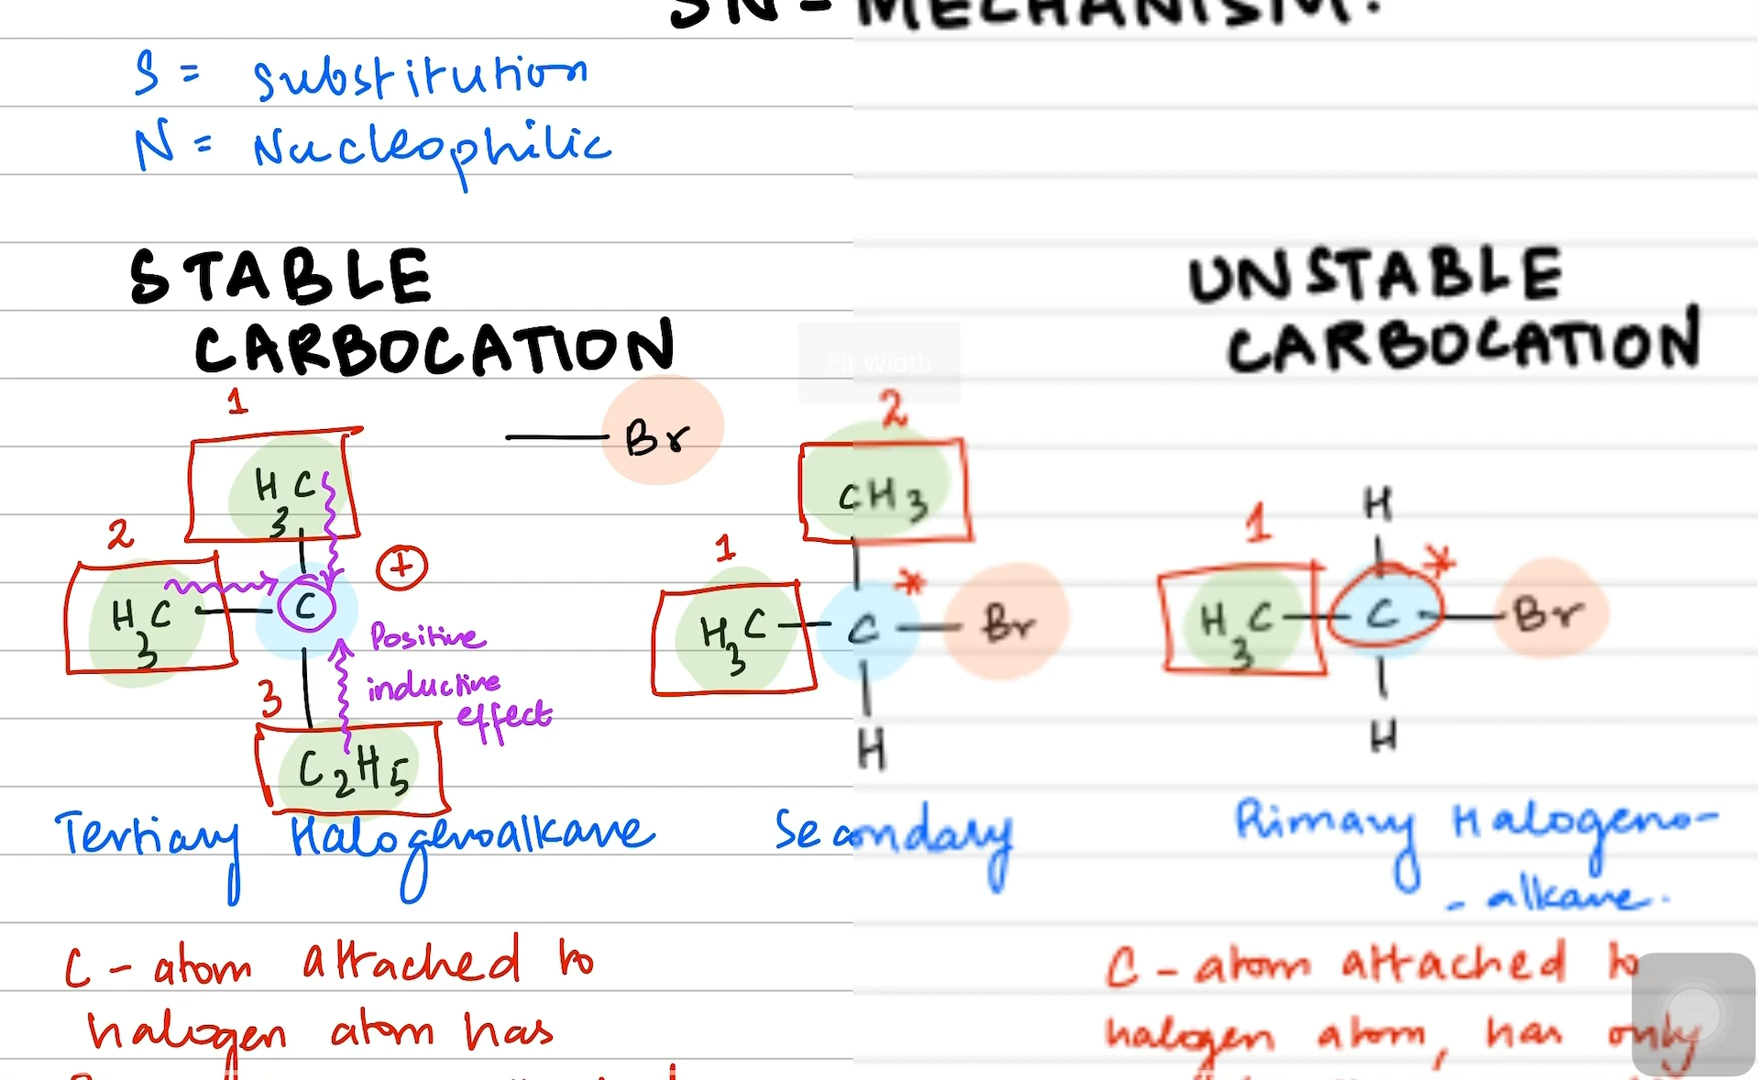 SN - MECHANISM.
S = substitution
N = Nucleophilic
STABLE
CARBOCATION
UNSTABLE
CARBOCATION
Fit Width
1
H3C
2
H3C
C
+
Positive
inductive
effect
3
C2H5
Br
2
CH3
1
H3C
C
*
Br
H
H
1
H3C
C
*
Br
H
Tertiary Halogenoalkane
Secondary
Primary Halogeno-
- alkane.
C - atom attached to
halogen atom has
C - atom attached to
halogen atom, has only